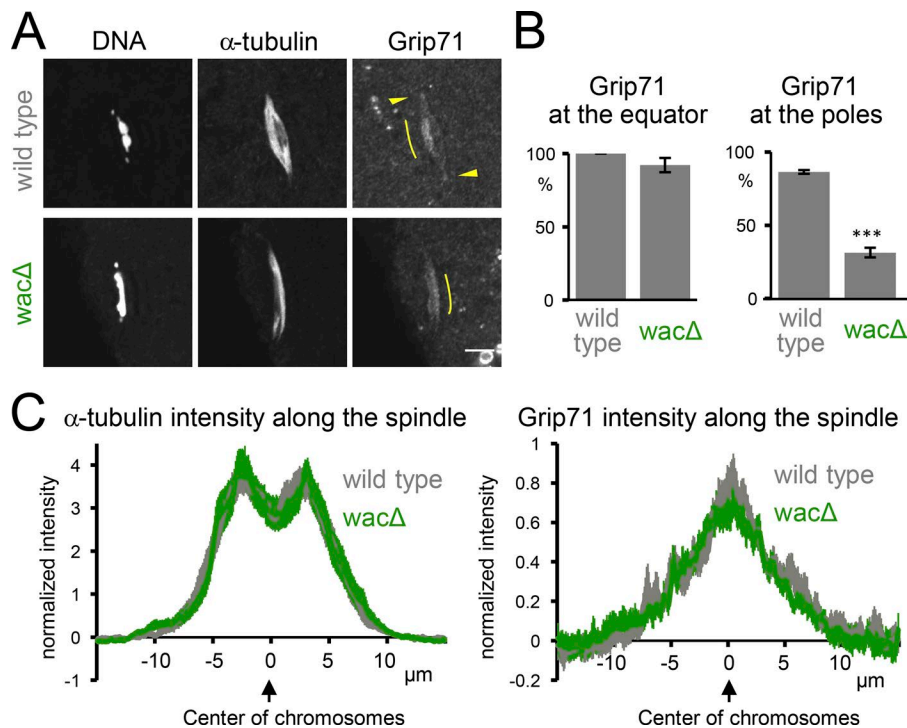 A
DNA
α-tubulin
Grip71
wild type
wacΔ
B
Grip71
at the equator
100
%
50
0
wild
type
wacΔ
Grip71
at the poles
100
%
50
0
***
wild
type
wacΔ
C
α-tubulin intensity along the spindle
normalized intensity
4
3
2
1
0
-1
wild type
wacΔ
-10
-5
0
5
10
μm
Center of chromosomes
Grip71 intensity along the spindle
normalized intensity
1
0.8
0.6
0.4
0.2
0
-0.2
wild type
wacΔ
-10
-5
0
5
10
μm
Center of chromosomes